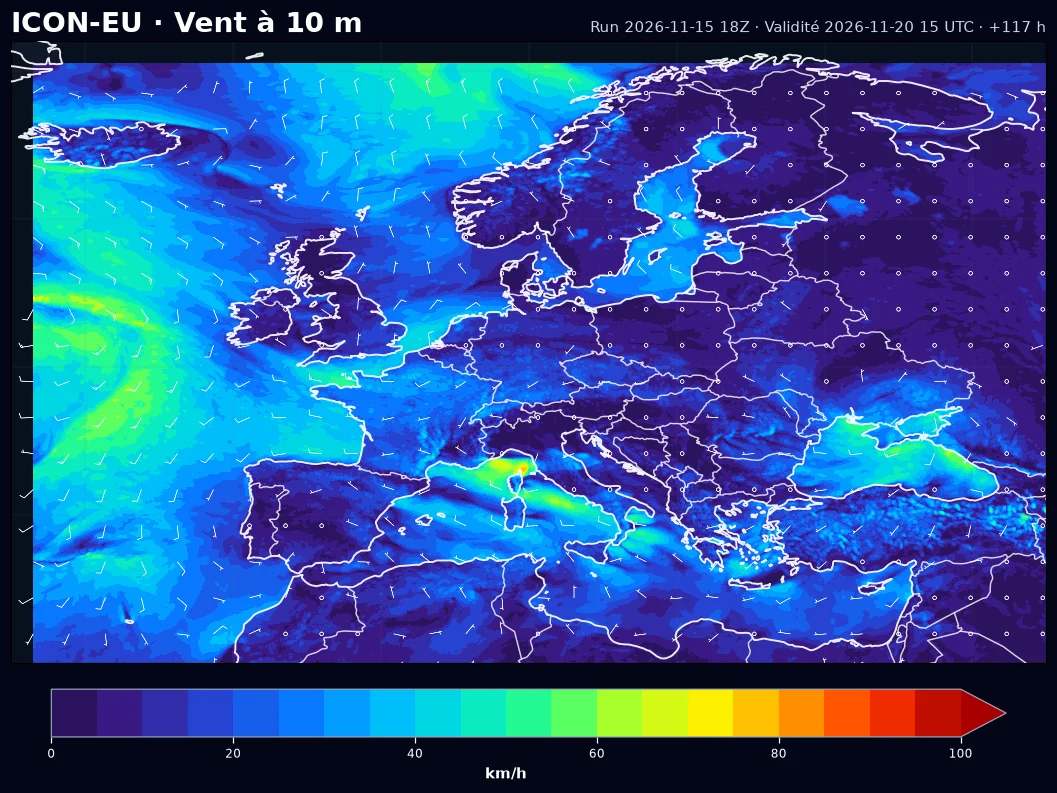 ICON-EU · Vent à 10 m
Run 2026-11-15 18Z · Validité 2026-11-20 15 UTC · +117 h
0 20 40 60 80 100
km/h